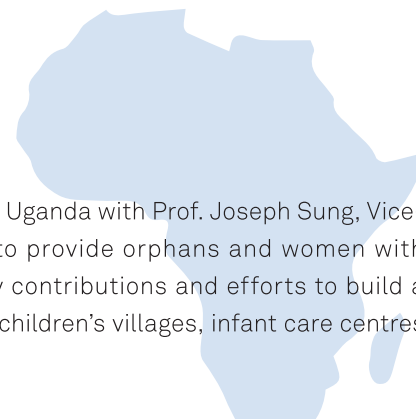 Uganda with Prof. Joseph Sung, Vice
to provide orphans and women with
contributions and efforts to build a
children's villages, infant care centres